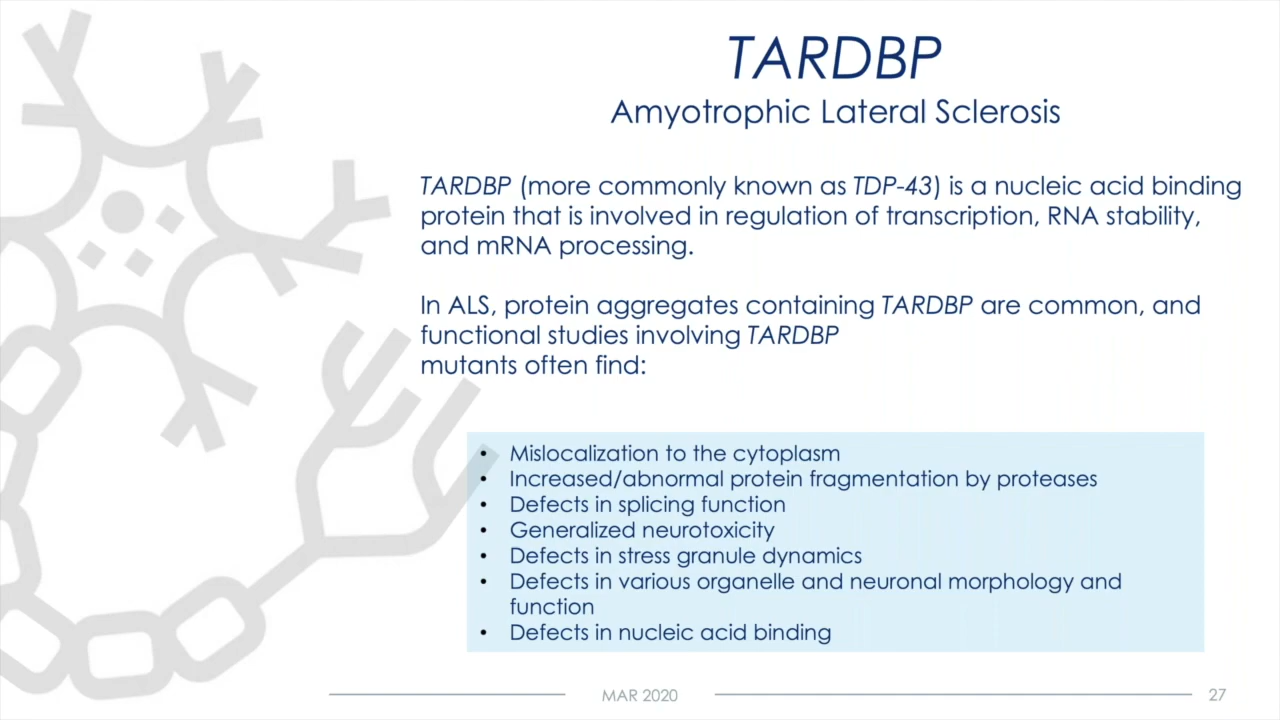 TARDBP
Amyotrophic Lateral Sclerosis
TARDBP (more commonly known as TDP-43) is a nucleic acid binding
protein that is involved in regulation of transcription, RNA stability,
and mRNA processing.
In ALS, protein aggregates containing TARDBP are common, and
functional studies involving TARDBP
mutants often find:
• Mislocalization to the cytoplasm
• Increased/abnormal protein fragmentation by proteases
• Defects in splicing function
• Generalized neurotoxicity
• Defects in stress granule dynamics
• Defects in various organelle and neuronal morphology and
function
• Defects in nucleic acid binding
MAR 2020
27